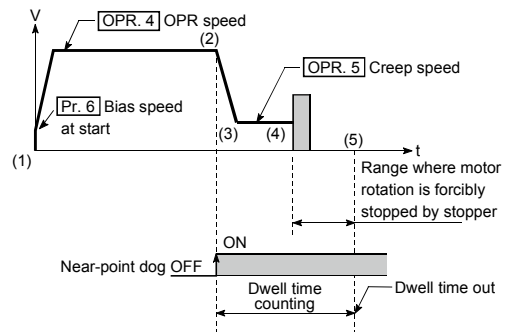 V
OPR. 4 OPR speed
(2)
OPR. 5 Creep speed
Pr. 6 Bias speed
at start
(3)
(4)
(5)
(1)
t
Range where motor
rotation is forcibly
stopped by stopper
ON
Near-point dog OFF
Dwell time
counting
Dwell time out